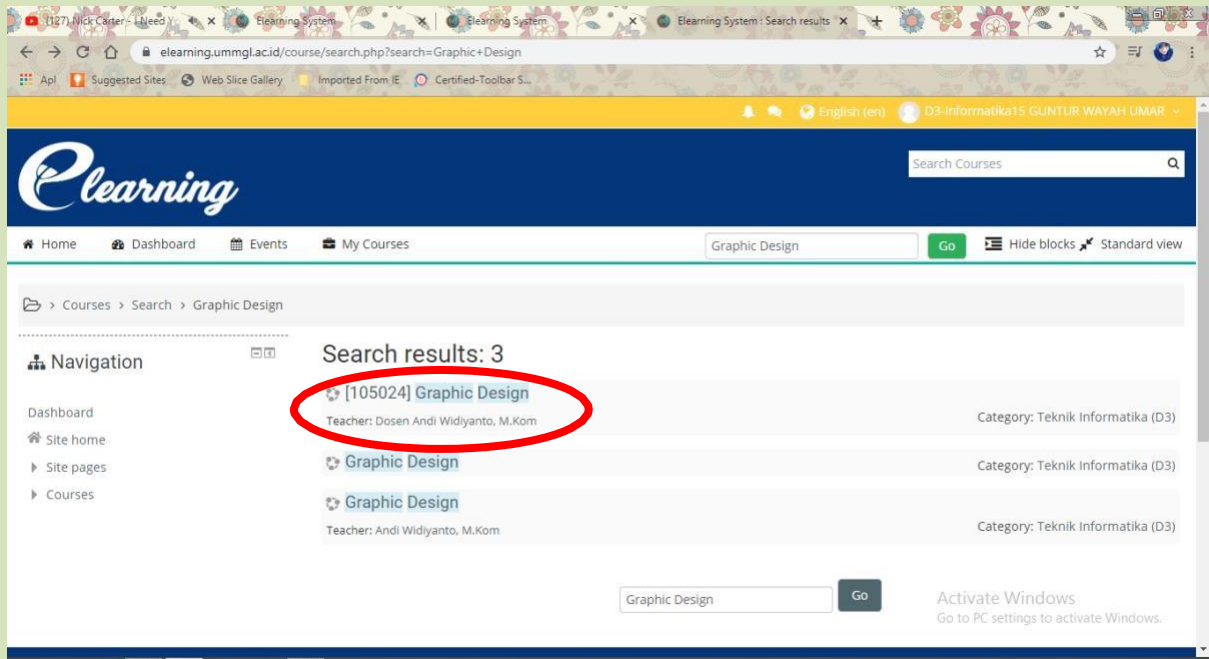 (127) Nick Carter - I Need Y
Elearning System
Elearning System
Elearning System : Search results
elearning.ummgl.ac.id/course/search.php?search=Graphic+Design
Apl
Suggested Sites
Web Slice Gallery
Imported From IE
Certified-Toolbar S...
English (en)
D3-Informatika15 GUNTUR WAYAH UMAR
elearning
Search Courses
Home
Dashboard
Events
My Courses
Graphic Design
Go
Hide blocks
Standard view
Courses > Search > Graphic Design
Navigation
Dashboard
Site home
Site pages
Courses
Search results: 3
[105024] Graphic Design
Teacher: Dosen Andi Widiyanto, M.Kom
Category: Teknik Informatika (D3)
Graphic Design
Category: Teknik Informatika (D3)
Graphic Design
Teacher: Andi Widiyanto, M.Kom
Category: Teknik Informatika (D3)
Graphic Design
Go
Activate Windows
Go to PC settings to activate Windows.